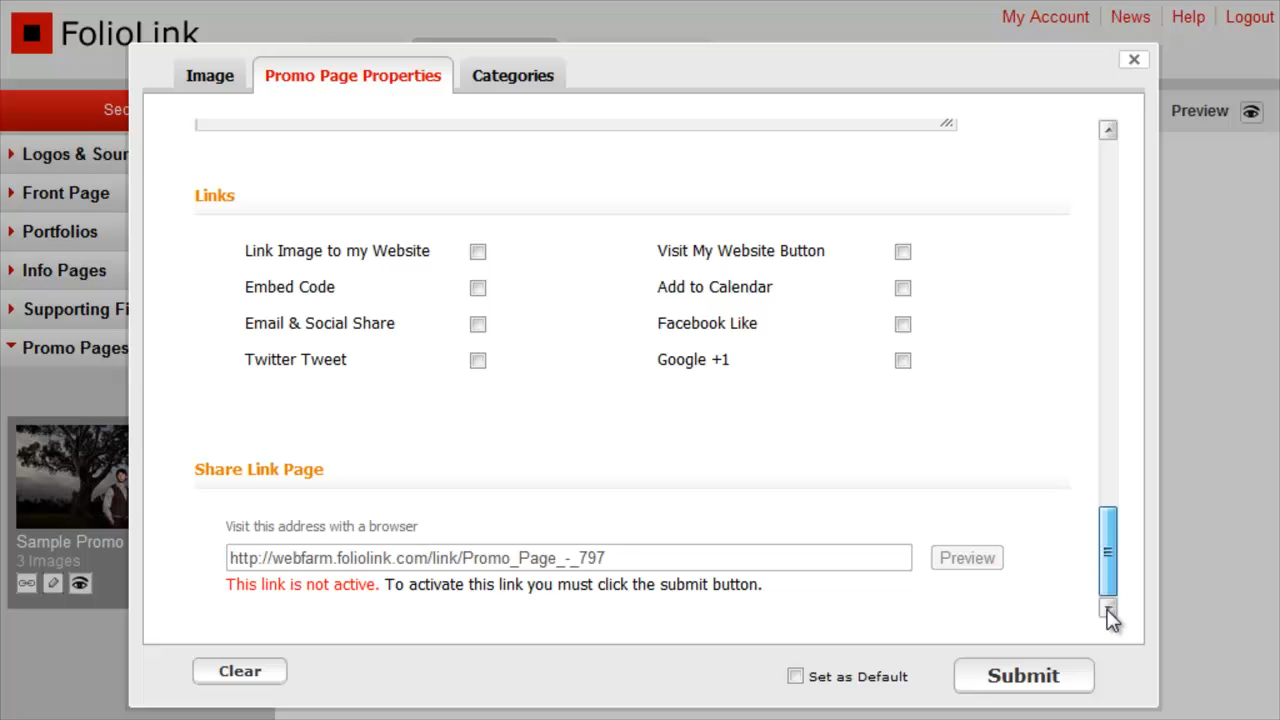 FolioLink
My Account
News
Help
Logout
Image
Promo Page Properties
Categories
Preview
Logos & Soun
Front Page
Portfolios
Info Pages
Supporting Fi
Promo Pages
Links
Link Image to my Website
Visit My Website Button
Embed Code
Add to Calendar
Email & Social Share
Facebook Like
Twitter Tweet
Google +1
Share Link Page
Visit this address with a browser
http://webfarm.foliolink.com/link/Promo_Page_-_797
Preview
This link is not active. To activate this link you must click the submit button.
Sample Promo
3 Images
Clear
Set as Default
Submit